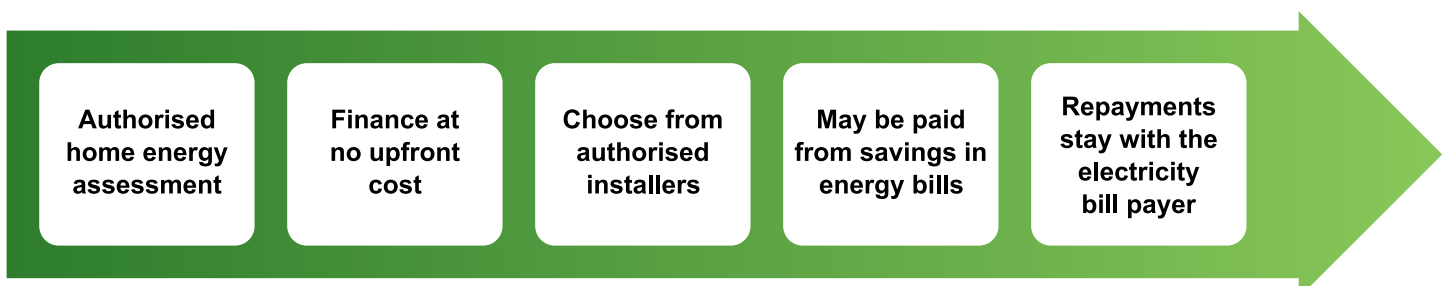 Authorised
home energy
assessment
Finance at
no upfront
cost
Choose from
authorised
installers
May be paid
from savings in
energy bills
Repayments
stay with the
electricity
bill payer